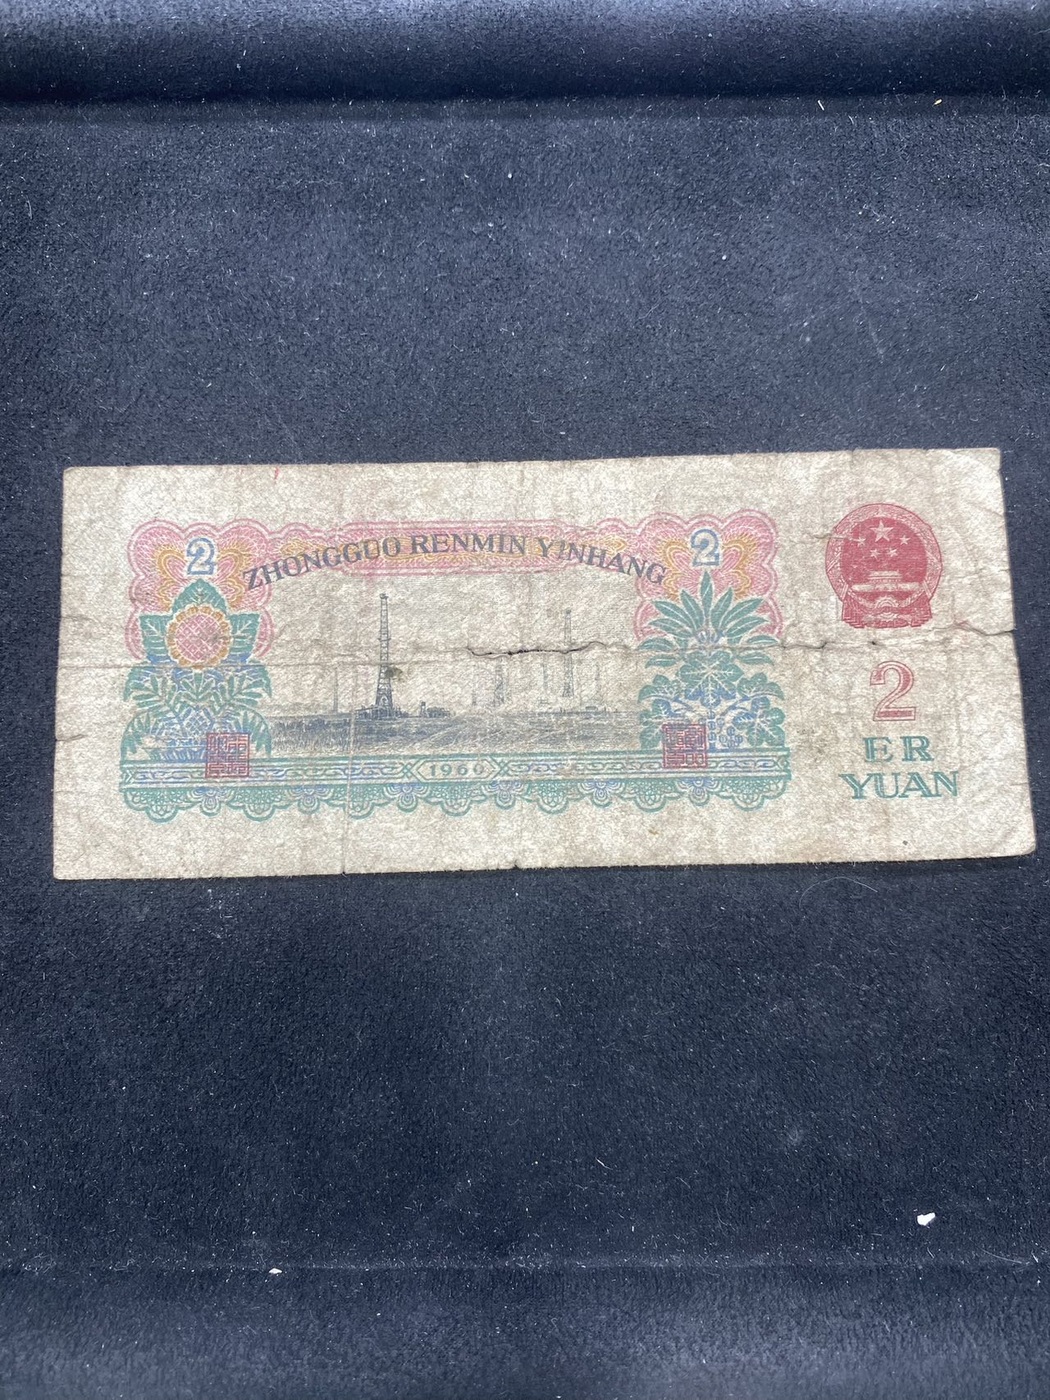 2 2
ZHONGGUO RENMIN YINHANG
2
ER
YUAN
1960